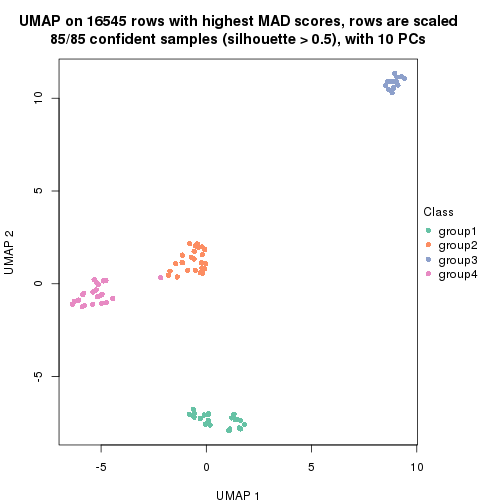 UMAP on 16545 rows with highest MAD scores, rows are scaled
85/85 confident samples (silhouette > 0.5), with 10 PCs
10
5
0
-5
UMAP 2
-5
0
5
10
UMAP 1
Class
group1
group2
group3
group4